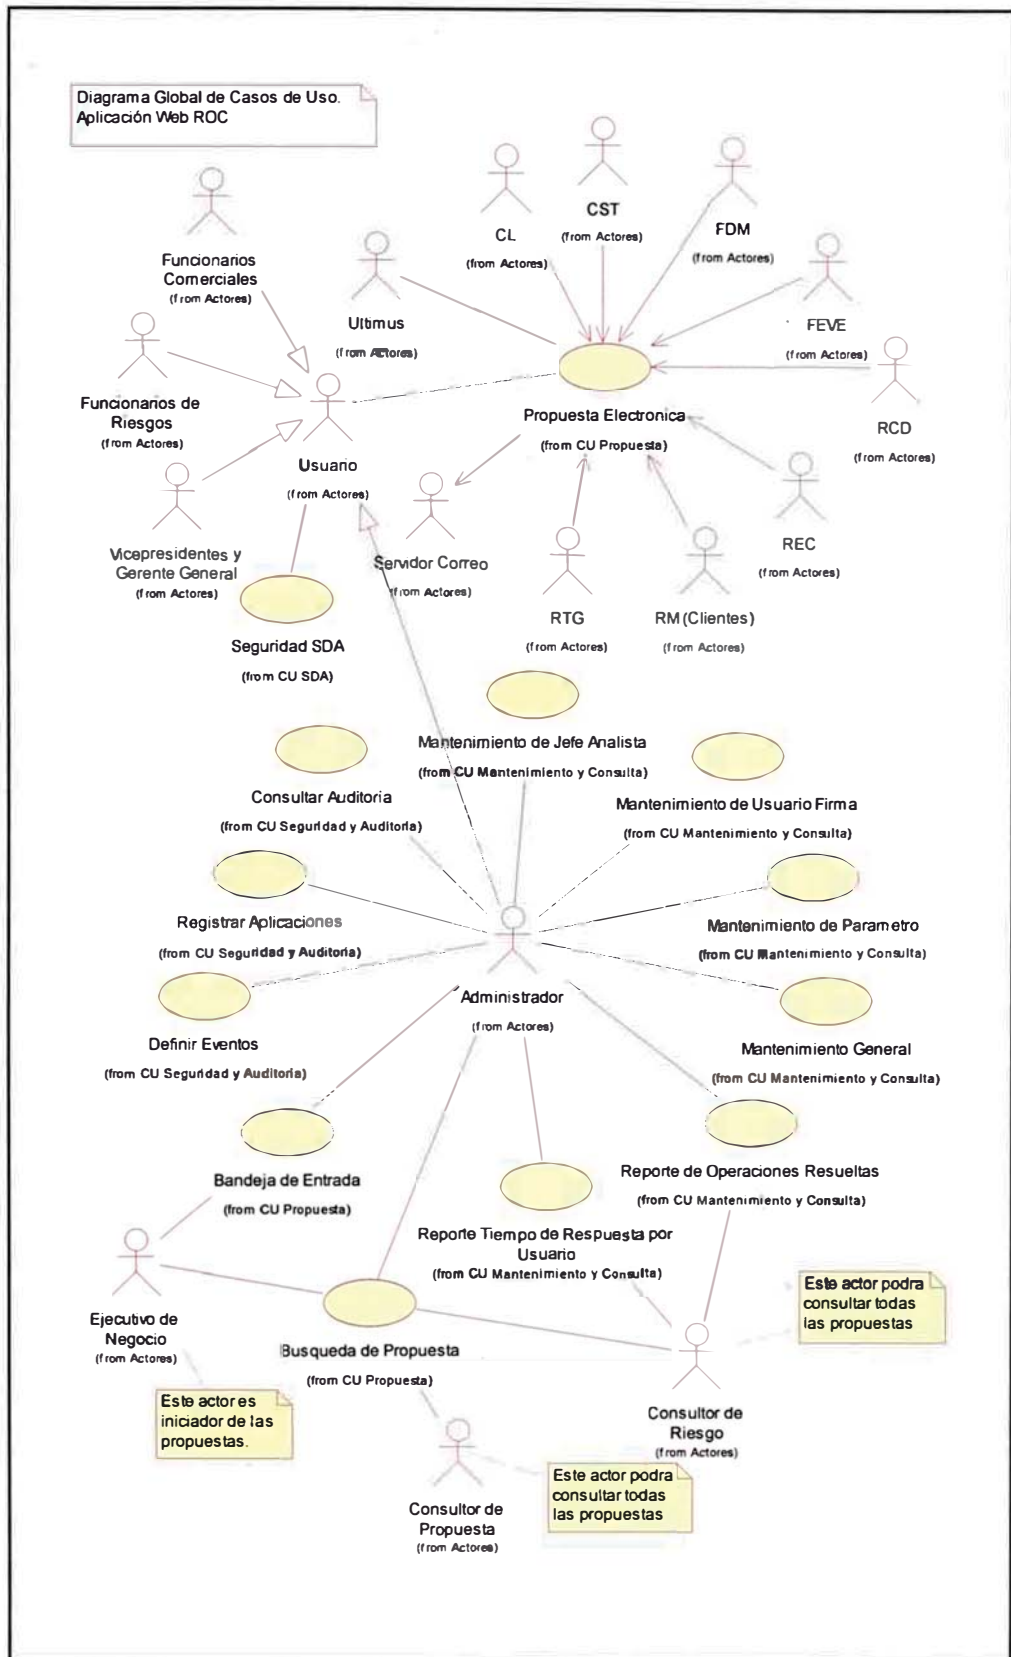 Diagrama Global de Casos de Uso.
Aplicación Web ROC
CST
(from Actores)
CL
(from Actores)
FDM
(from Actores)
Funcionarios
Comerciales
(from Actores)
Ultimus
(from Actores)
FEVE
(from Actores)
Funcionarios de
Riesgos
(from Actores)
Propuesta Electronica
(from CU Propuesta)
RCD
(from Actores)
Usuario
(from Actores)
Vicepresidentes y
Gerente General
(from Actores)
Servidor Correo
(from Actores)
REC
(from Actores)
RTG
(from Actores)
RM (Clientes)
(from Actores)
Seguridad SDA
(from CU SDA)
Mantenimiento de Jefe Analista
(from CU Mantenimiento y Consulta)
Consultar Auditoria
(from CU Seguridad y Auditoria)
Mantenimiento de Usuario Firma
(from CU Mantenimiento y Consulta)
Registrar Aplicaciones
(from CU Seguridad y Auditoria)
Mantenimiento de Parametro
(from CU Mantenimiento y Consulta)
Administrador
(from Actores)
Definir Eventos
(from CU Seguridad y Auditoria)
Mantenimiento General
(from CU Mantenimiento y Consulta)
Bandeja de Entrada
(from CU Propuesta)
Reporte de Operaciones Resueltas
(from CU Mantenimiento y Consulta)
Reporte Tiempo de Respuesta por
Usuario
(from CU Mantenimiento y Consulta)
Ejecutivo de
Negocio
(from Actores)
Este actor podra
consultar todas
las propuestas
Busqueda de Propuesta
(from CU Propuesta)
Este actor es
iniciador de las
propuestas.
Consultor de
Riesgo
(from Actores)
Consultor de
Propuesta
(from Actores)
Este actor podra
consultar todas
las propuestas